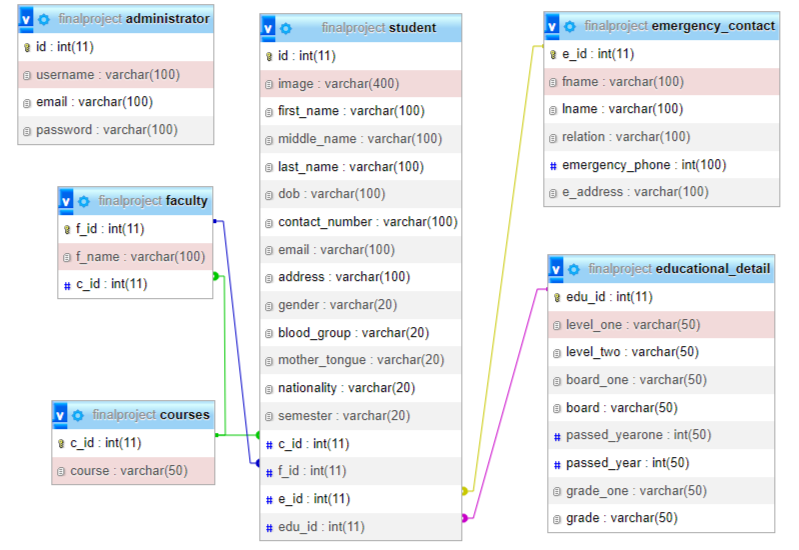 finalproject administrator
id : int(11)
username : varchar(100)
email : varchar(100)
password : varchar(100)
finalproject faculty
f_id : int(11)
f_name : varchar(100)
c_id : int(11)
finalproject courses
c_id : int(11)
course : varchar(50)
finalproject student
id : int(11)
image : varchar(400)
first_name : varchar(100)
middle_name : varchar(100)
last_name : varchar(100)
dob : varchar(100)
contact_number : varchar(100)
email : varchar(100)
address : varchar(100)
gender : varchar(20)
blood_group : varchar(20)
mother_tongue : varchar(20)
nationality : varchar(20)
semester : varchar(20)
# c_id : int(11)
# f_id : int(11)
# e_id : int(11)
# edu_id : int(11)
finalproject emergency_contact
e_id : int(11)
fname : varchar(100)
lname : varchar(100)
relation : varchar(100)
# emergency_phone : int(100)
e_address : varchar(100)
finalproject educational_detail
edu_id : int(11)
level_one : varchar(50)
level_two : varchar(50)
board_one : varchar(50)
board : varchar(50)
# passed_yearone : int(50)
# passed_year : int(50)
grade_one : varchar(50)
grade : varchar(50)